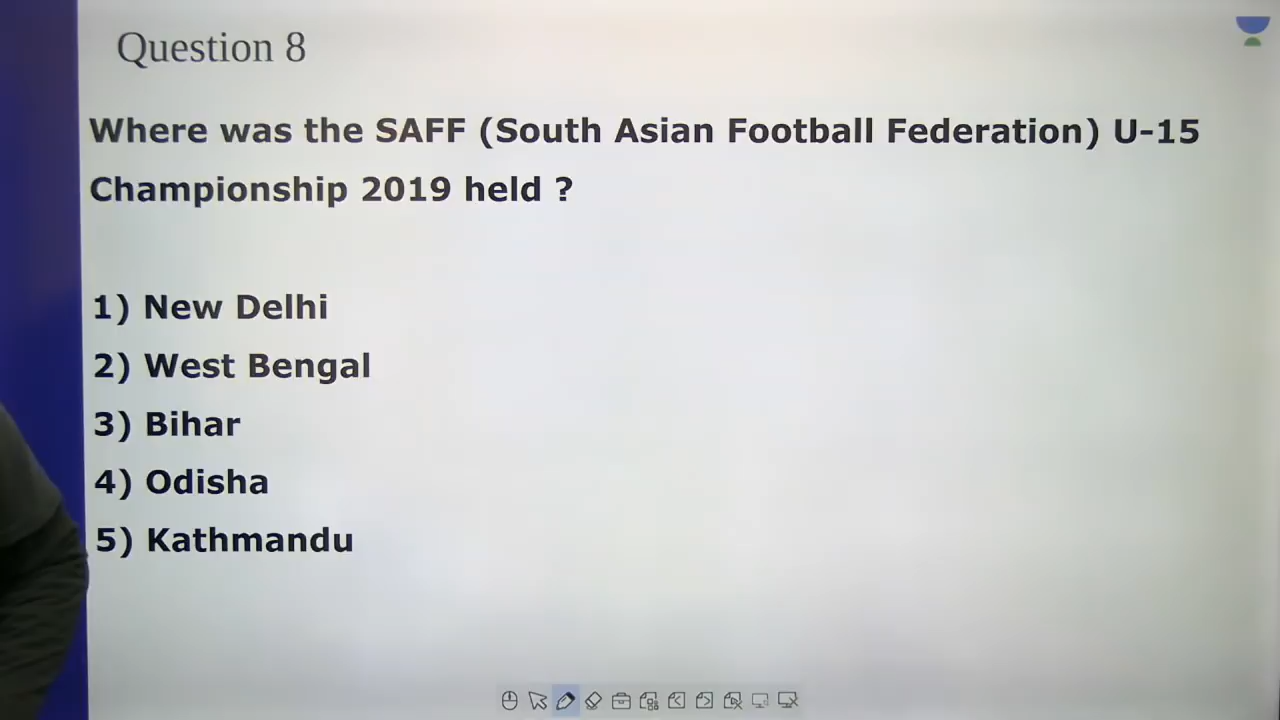 Question 8
Where was the SAFF (South Asian Football Federation) U-15
Championship 2019 held ?
1) New Delhi
2) West Bengal
3) Bihar
4) Odisha
5) Kathmandu